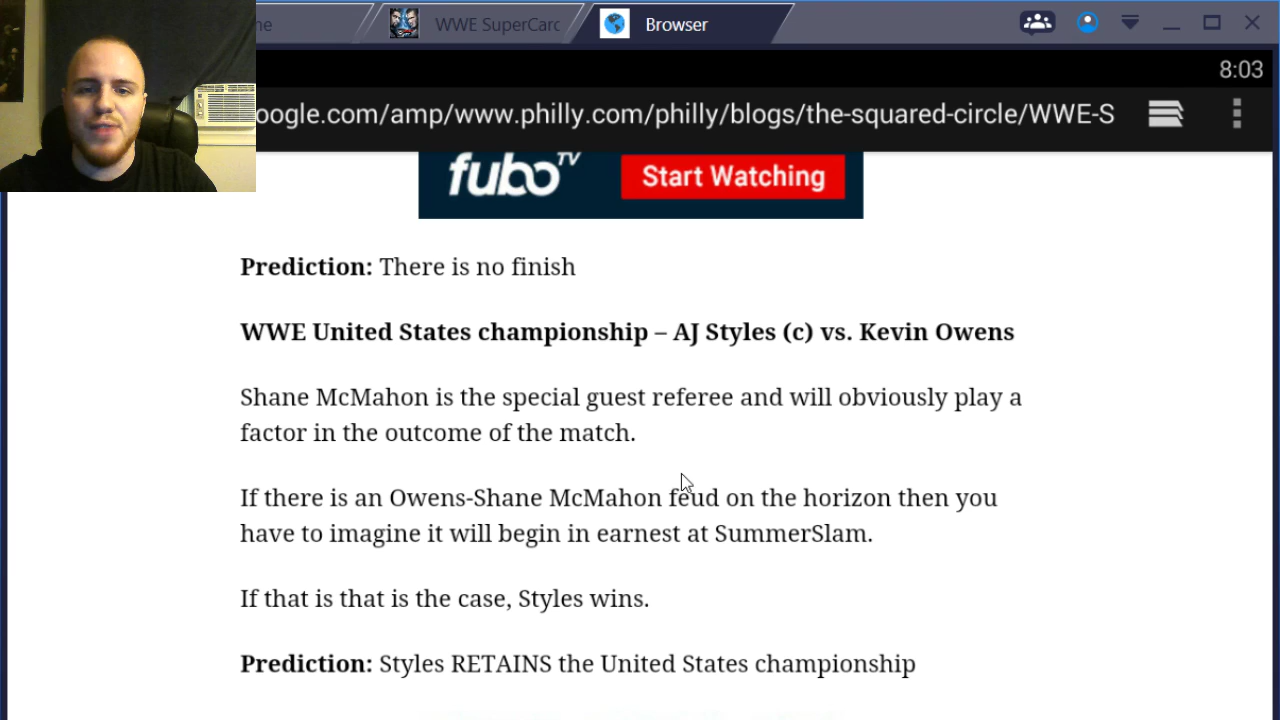 me
WWE SuperCard
Browser
8:03
oogle.com/amp/www.philly.com/philly/blogs/the-squared-circle/WWE-S
fubo TV
Start Watching
Prediction: There is no finish
WWE United States championship – AJ Styles (c) vs. Kevin Owens
Shane McMahon is the special guest referee and will obviously play a
factor in the outcome of the match.
If there is an Owens-Shane McMahon feud on the horizon then you
have to imagine it will begin in earnest at SummerSlam.
If that is that is the case, Styles wins.
Prediction: Styles RETAINS the United States championship